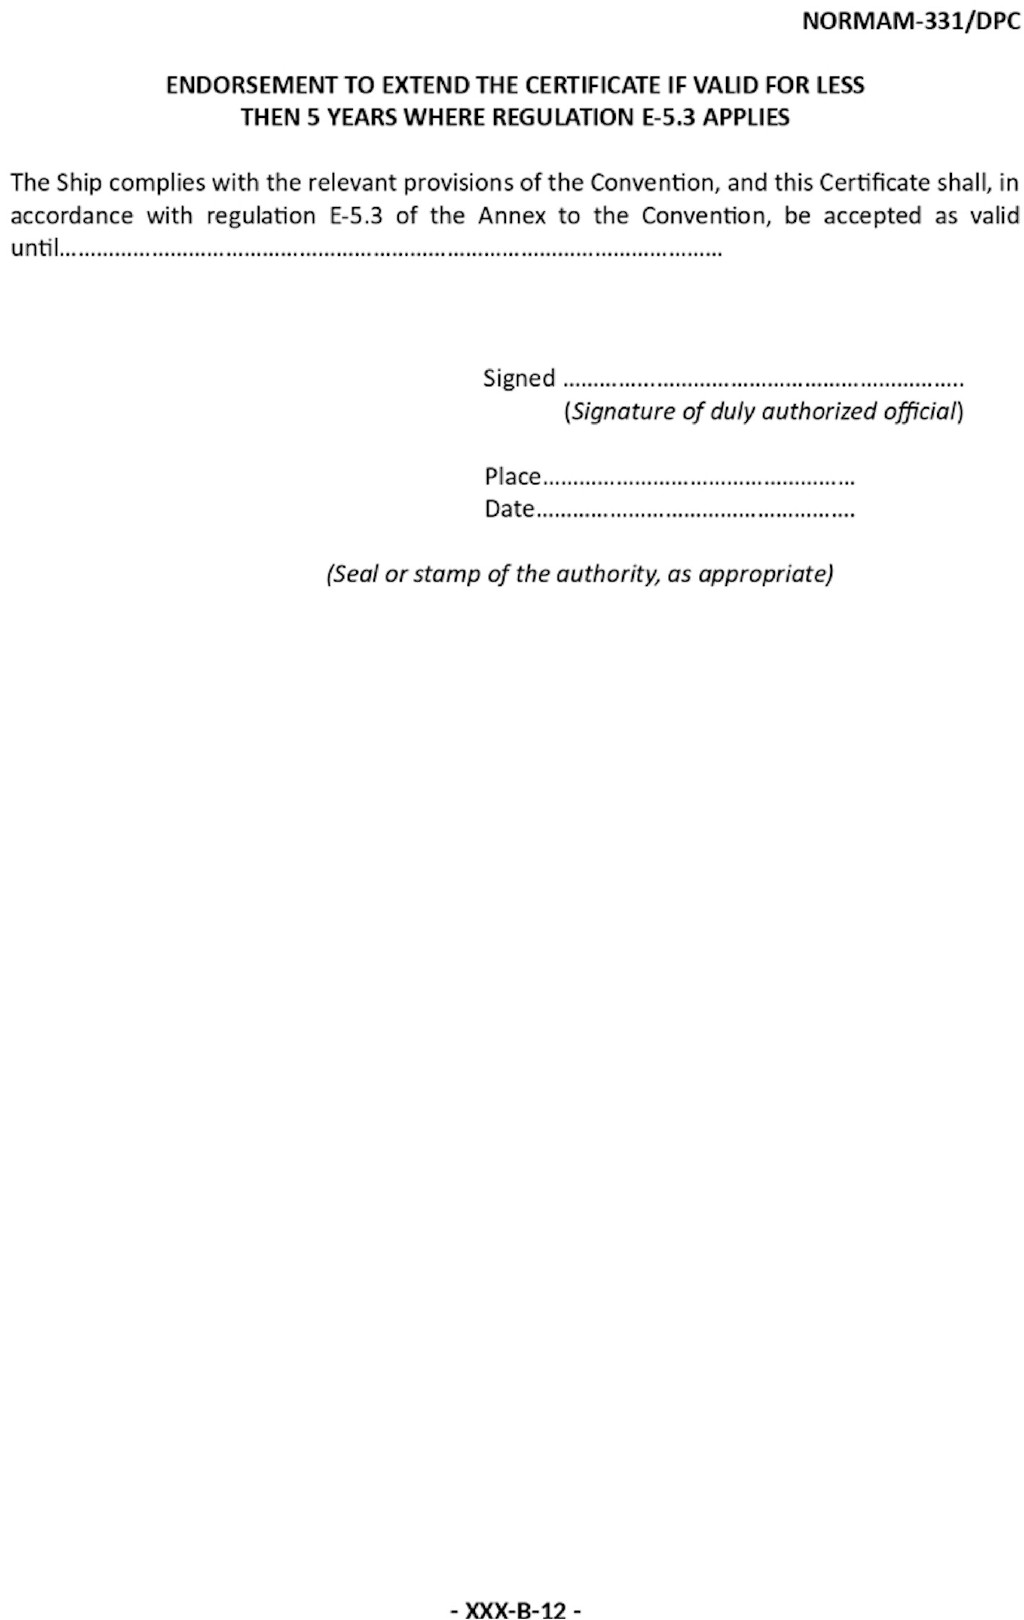 NORMAM-331/DPC
ENDORSEMENT TO EXTEND THE CERTIFICATE IF VALID FOR LESS
THEN 5 YEARS WHERE REGULATION E-5.3 APPLIES
The Ship complies with the relevant provisions of the Convention, and this Certificate shall, in
accordance with regulation E-5.3 of the Annex to the Convention, be accepted as valid
until..............................................................................................................
Signed ..................................................................
(Signature of duly authorized official)
Place....................................................
Date.....................................................
(Seal or stamp of the authority, as appropriate)
- XXX-B-12 -